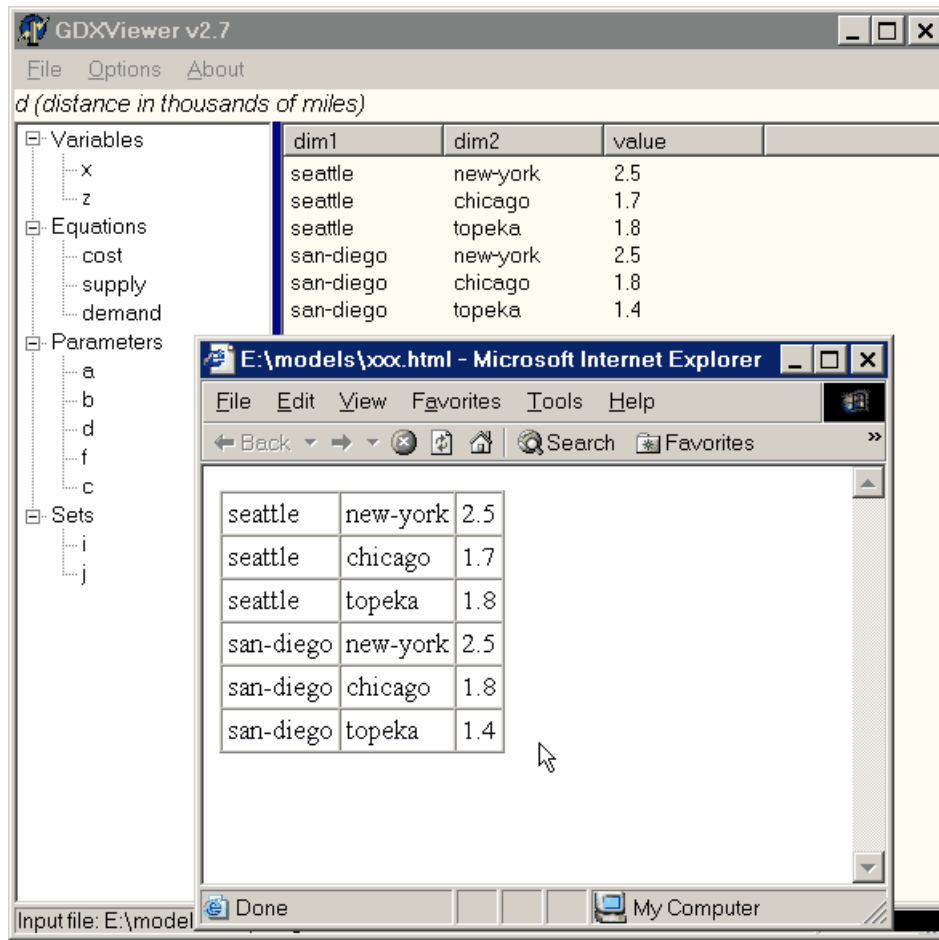 GDXViewer v2.7
File Options About
d (distance in thousands of miles)
Variables
x
z
Equations
cost
supply
demand
Parameters
a
b
d
f
c
Sets
i
j
dim1 dim2 value
seattle new-york 2.5
seattle chicago 1.7
seattle topeka 1.8
san-diego new-york 2.5
san-diego chicago 1.8
san-diego topeka 1.4
E:\models\xxx.html - Microsoft Internet Explorer
File Edit View Favorites Tools Help
Back Search Favorites »
seattle new-york 2.5
seattle chicago 1.7
seattle topeka 1.8
san-diego new-york 2.5
san-diego chicago 1.8
san-diego topeka 1.4
Done My Computer
Input file: E:\model